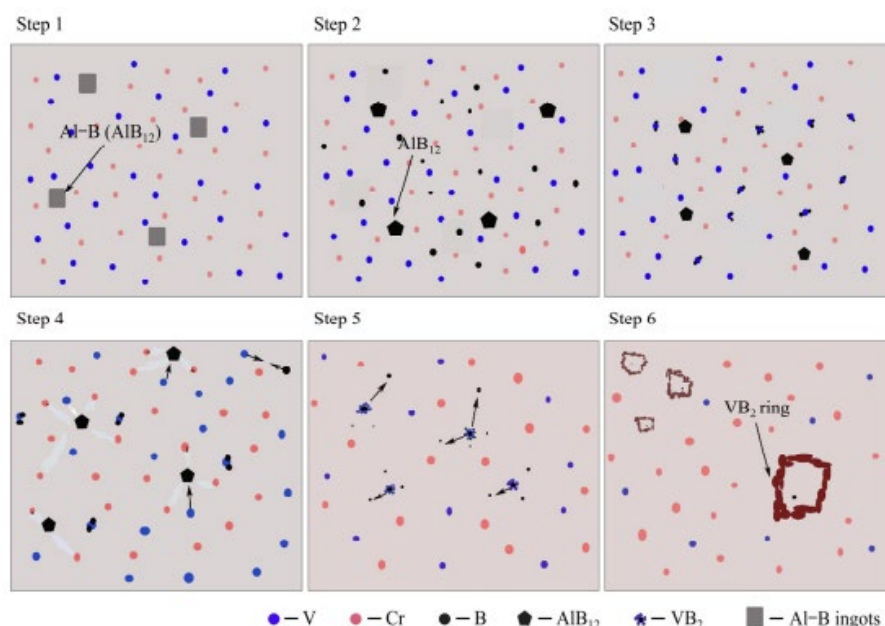 Step 1
Step 2
Step 3
Al−B (AlB₁₂)
AlB₁₂
Step 4
Step 5
Step 6
VB₂ ring
— V — Cr — B — AlB₁₂ — VB₂ — Al−B ingots